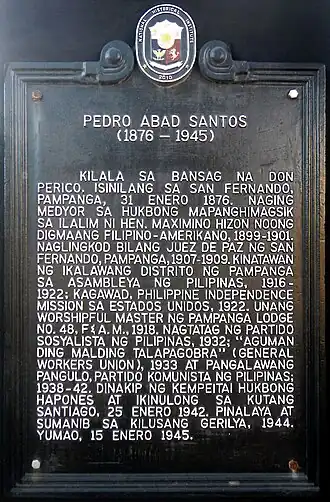 NATIONAL HISTORICAL INSTITUTE
2010
PEDRO ABAD SANTOS
(1876 – 1945)
KILALA SA BANSAG NA DON
PERICO. ISINILANG SA SAN FERNANDO,
PAMPANGA, 31 ENERO 1876. NAGING
MEDYOR SA HUKBONG MAPANGHIMAGSIK
SA ILALIM NI HEN. MAXIMINO HIZON NOONG
DIGMAANG FILIPINO-AMERIKANO, 1899-1901.
NAGLINGKOD BILANG JUEZ DE PAZ NG SAN
FERNANDO, PAMPANGA, 1907-1909. KINATAWAN
NG IKALAWANG DISTRITO NG PAMPANGA
SA ASAMBLEYA NG PILIPINAS, 1916-
1922; KAGAWAD, PHILIPPINE INDEPENDENCE
MISSION SA ESTADOS UNIDOS, 1922. UNANG
WORSHIPFUL MASTER NG PAMPANGA LODGE
NO. 48, F& A.M., 1918. NAGTATAG NG PARTIDO
SOSYALISTA NG PILIPINAS, 1932; "AGUMAN
DING MALDING TALAPAGOBRA" (GENERAL
WORKERS UNION), 1933 AT PANGALAWANG
PANGULO, PARTIDO KOMUNISTA NG PILIPINAS;
1938-42. DINAKIP NG KEMPEITAI HUKBONG
HAPONES AT IKINULONG SA KUTANG
SANTIAGO, 25 ENERO 1942. PINALAYA AT
SUMANIB SA KILUSANG GERILYA, 1944.
YUMAO, 15 ENERO 1945.